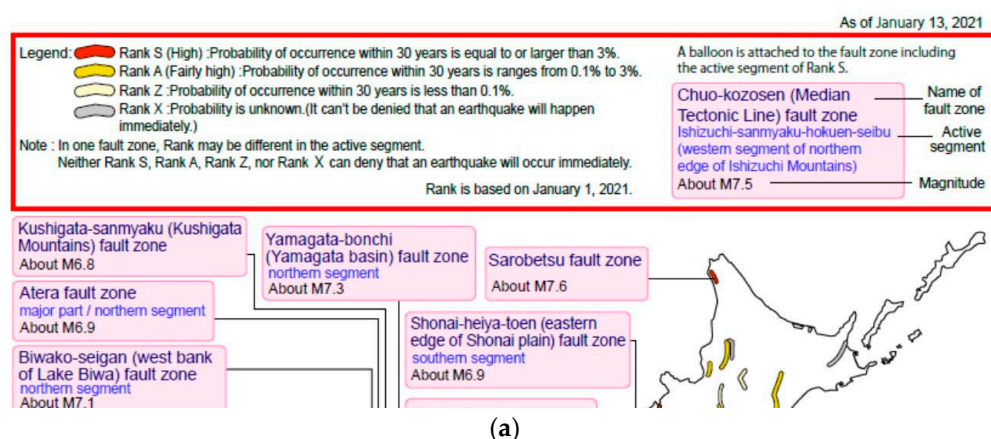 As of January 13, 2021
Legend: Rank S (High) :Probability of occurrence within 30 years is equal to or larger than 3%.
Rank A (Fairly high) :Probability of occurrence within 30 years is ranges from 0.1% to 3%.
Rank Z :Probability of occurrence within 30 years is less than 0.1%.
Rank X :Probability is unknown.(It can't be denied that an earthquake will happen
immediately.)
Note : In one fault zone, Rank may be different in the active segment.
Neither Rank S, Rank A, Rank Z, nor Rank X can deny that an earthquake will occur immediately.
Rank is based on January 1, 2021.
A balloon is attached to the fault zone including
the active segment of Rank S.
Chuo-kozosen (Median
Tectonic Line) fault zone
Ishizuchi-sanmyaku-hokuen-seibu
(western segment of northern
edge of Ishizuchi Mountains)
About M7.5
Name of
fault zone
Active
segment
Magnitude
Kushigata-sanmyaku (Kushigata
Mountains) fault zone
About M6.8
Yamagata-bonchi
(Yamagata basin) fault zone
northern segment
About M7.3
Sarobetsu fault zone
About M7.6
Atera fault zone
major part / northern segment
About M6.9
Shonai-heiya-toen (eastern
edge of Shonai plain) fault zone
southern segment
About M6.9
Biwako-seigan (west bank
of Lake Biwa) fault zone
northern segment
About M7.1
(a)